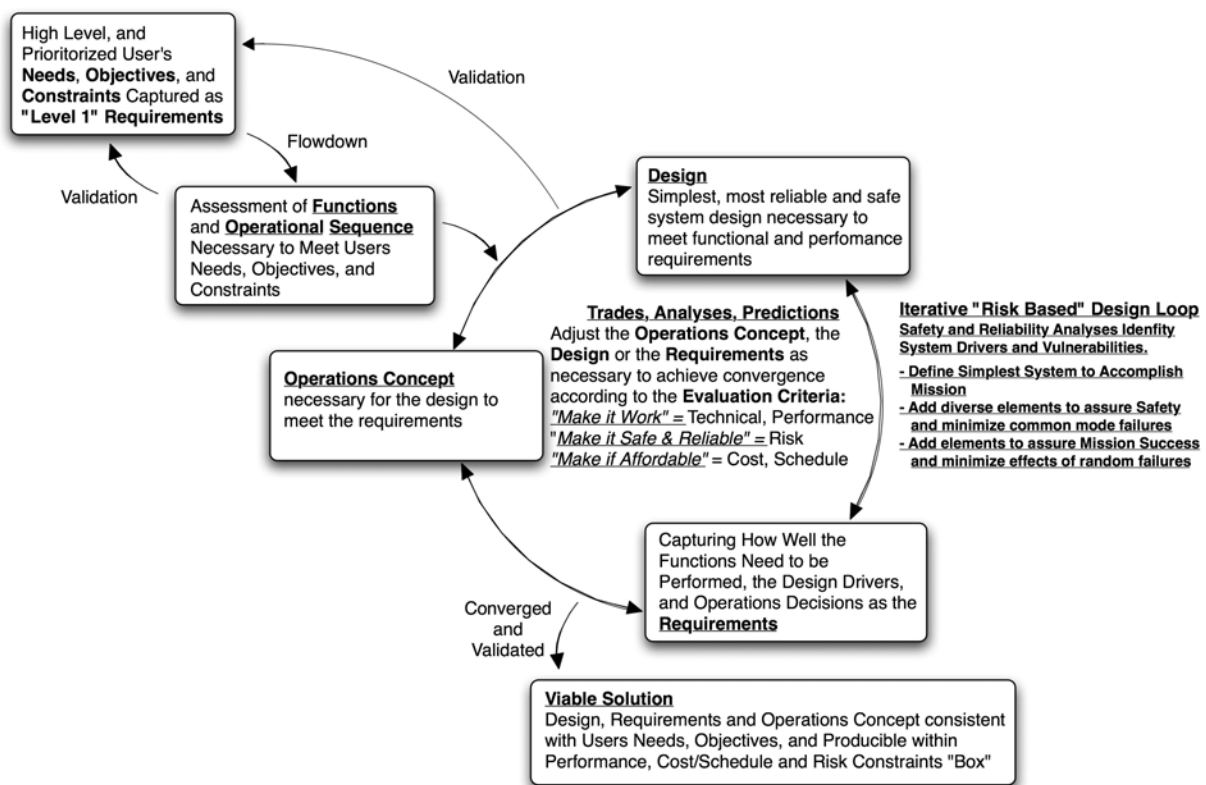 High Level, and
Prioritized User's
Needs, Objectives, and
Constraints Captured as
"Level 1" Requirements
Validation
Flowdown
Validation
Assessment of Functions
and Operational Sequence
Necessary to Meet Users
Needs, Objectives, and
Constraints
Design
Simplest, most reliable and safe
system design necessary to
meet functional and perfomance
requirements
Operations Concept
necessary for the design to
meet the requirements
Trades, Analyses, Predictions
Adjust the Operations Concept, the
Design or the Requirements as
necessary to achieve convergence
according to the Evaluation Criteria:
"Make it Work" = Technical, Performance
"Make it Safe & Reliable" = Risk
"Make if Affordable" = Cost, Schedule
Iterative "Risk Based" Design Loop
Safety and Reliability Analyses Idenfity
System Drivers and Vulnerabilities.
- Define Simplest System to Accomplish
Mission
- Add diverse elements to assure Safety
and minimize common mode failures
- Add elements to assure Mission Success
and minimize effects of random failures
Capturing How Well the
Functions Need to be
Performed, the Design Drivers,
and Operations Decisions as the
Requirements
Converged
and
Validated
Viable Solution
Design, Requirements and Operations Concept consistent
with Users Needs, Objectives, and Producible within
Performance, Cost/Schedule and Risk Constraints "Box"